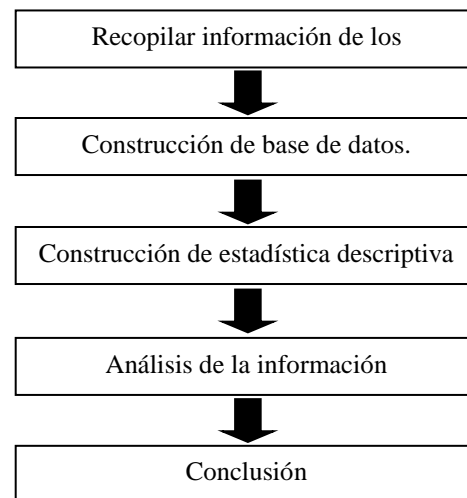 Recopilar información de los
Construcción de base de datos.
Construcción de estadística descriptiva
Análisis de la información
Conclusión